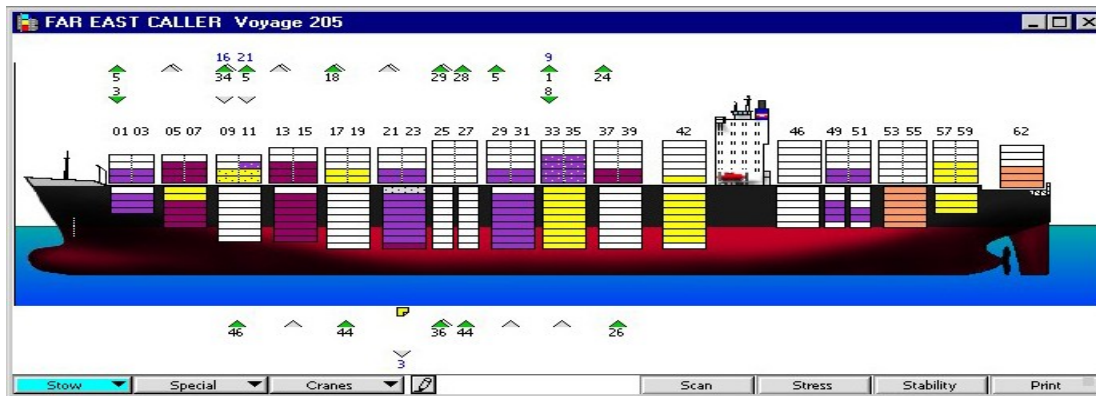 FAR EAST CALLER Voyage 205
16 21 9
5 34 5 18 29 28 5 1 24
3 8
01 03 05 07 09 11 13 15 17 19 21 23 25 27 29 31 33 35 37 39 42 46 49 51 53 55 57 59 62
46 44 36 44 26
3
Stow Special Cranes Scan Stress Stability Print